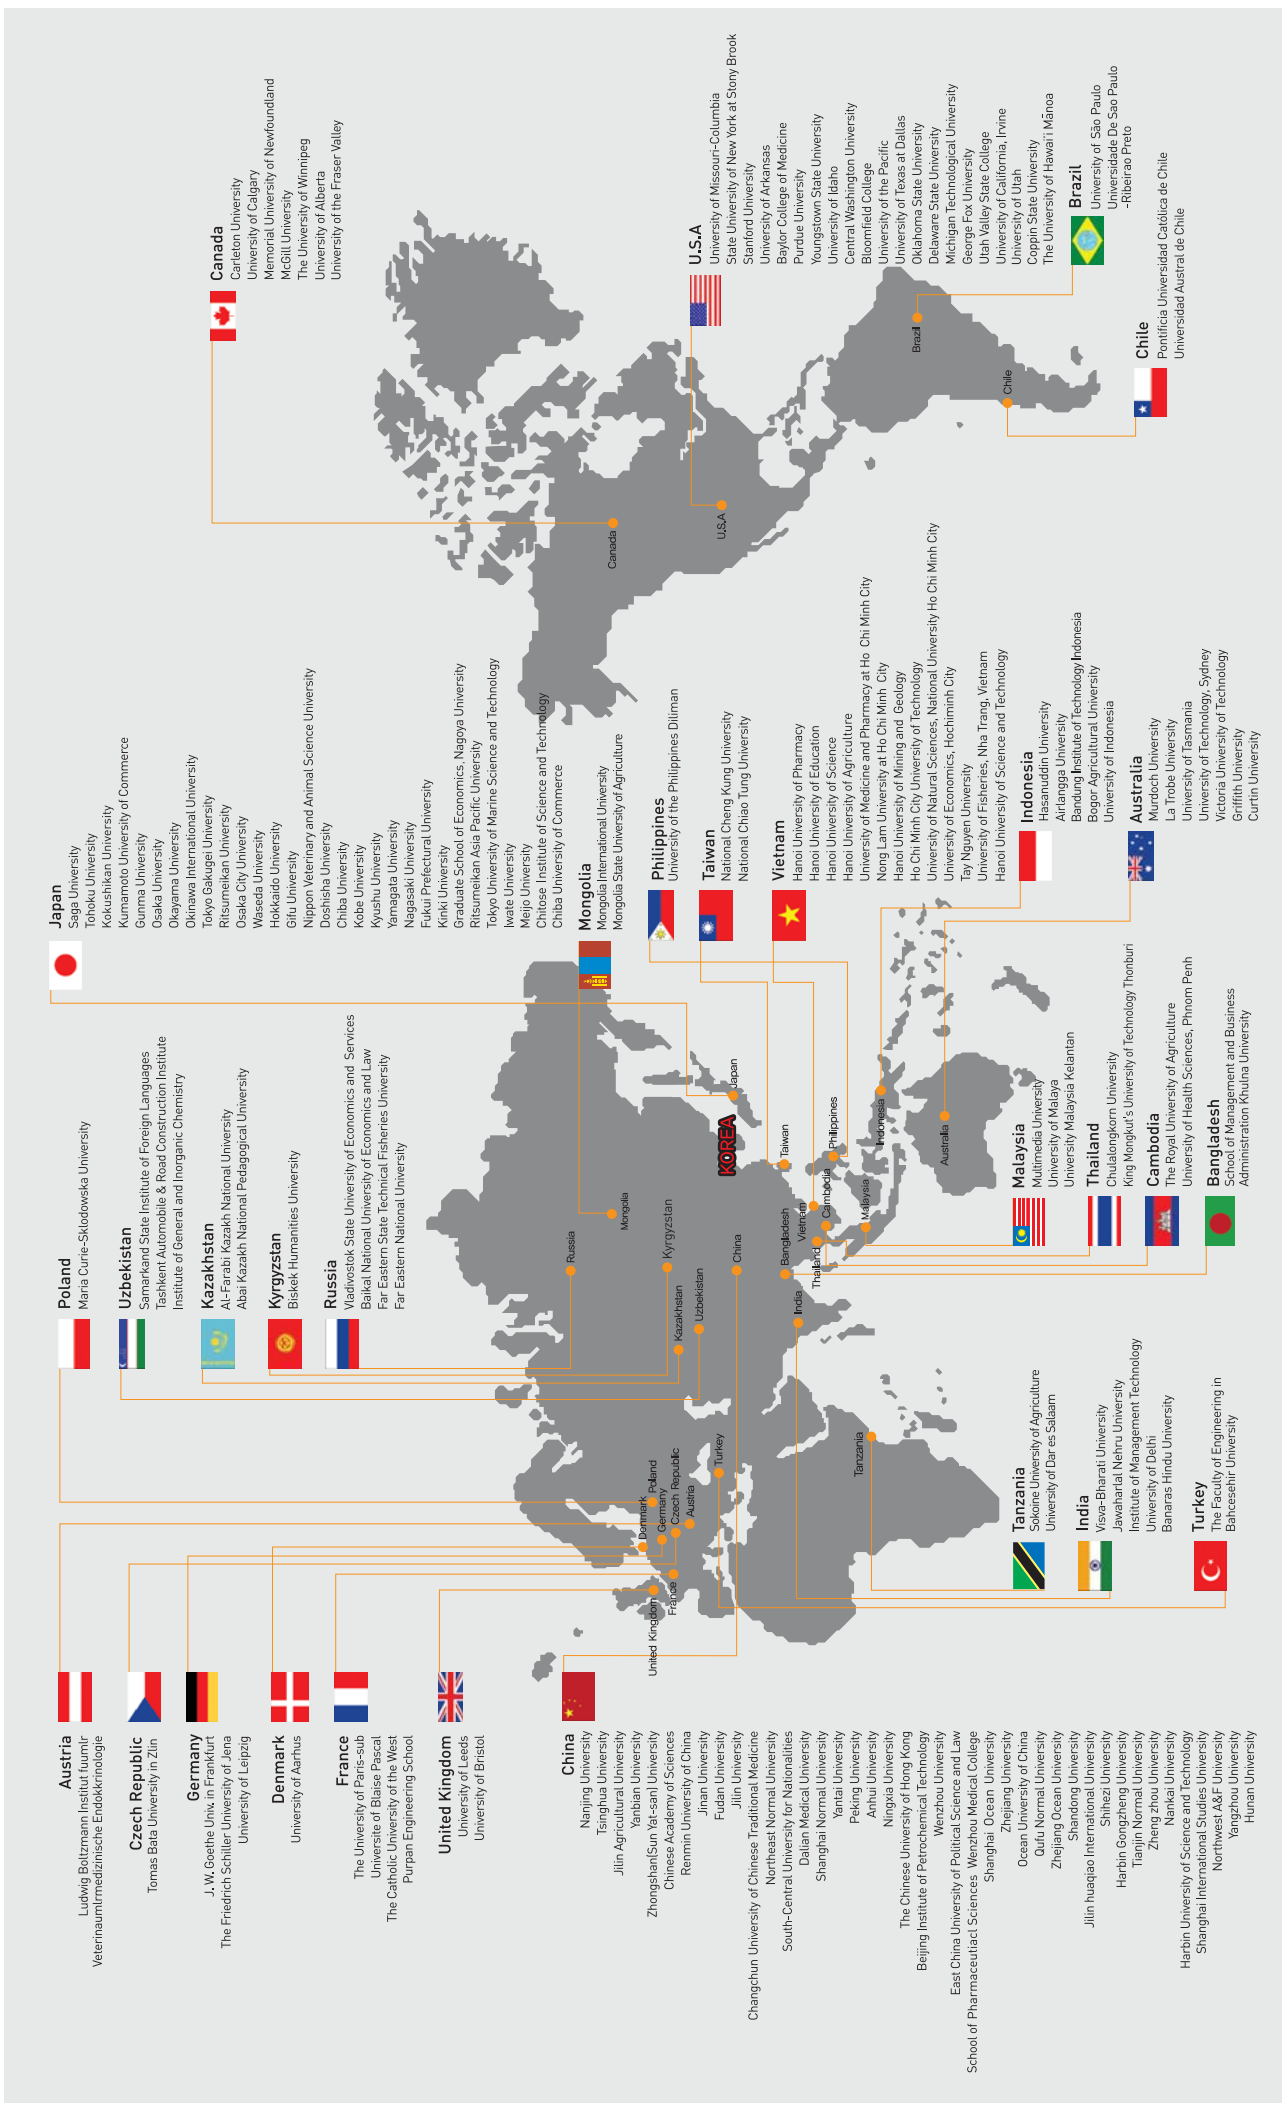 Austria
Ludwig Boltzmann Institut fuumlr
Veterinaumlrmedizinische Endokrinologie
Czech Republic
Tomas Bata University in Zlin
Germany
J. W. Goethe Univ. in Frankfurt
The Friedrich Schiller University of Jena
University of Leipzig
Denmark
University of Aarhus
France
The University of Paris-sub
Universite of Blaise Pascal
The Catholic University of the West
Purpan Engineering School
United Kingdom
University of Leeds
University of Bristol
China
Nanjing University
Tsinghua University
Jilin Agricultural University
Yanbian University
Zhongshan(Sun Yat-san) University
Chinese Academy of Sciences
Renmin University of China
Jinan University
Fudan University
Jilin University
Changchun University of Chinese Traditional Medicine
Northeast Normal University
South-Central University for Nationalities
Dalian Medical University
Shanghai Normal University
Yantai University
Peking University
Anhui University
Ningxia University
The Chinese University of Hong Kong
Beijing Institute of Petrochemical Technology
Wenzhou University
East China University of Political Science and Law
School of Pharmaceutiacl Sciences Wenzhou Medical College
Shanghai Ocean University
Zhejiang University
Ocean University of China
Qufu Normal University
Zhejiang Ocean University
Shandong University
Jilin huaqiao International University
Shihezi University
Harbin Gongzheng University
Tianjin Normal University
Zheng zhou University
Nankai University
Harbin University of Science and Technology
Shanghai International Studies University
Northwest A&F University
Yangzhou University
Hunan University
Poland
Maria Curie-Sklodowska University
Uzbekistan
Samarkand State Institute of Foreign Languages
Tashkent Automobile & Road Construction Institute
Institute of General and Inorganic Chemistry
Kazakhstan
Al-Farabi Kazakh National University
Abai Kazakh National Pedagogical University
Kyrgyzstan
Biskek Humanities University
Russia
Vladivostok State University of Economics and Services
Baikal National University of Economics and Law
Far Eastern State Technical Fisheries University
Far Eastern National University
Tanzania
Sokoine University of Agriculture
University of Dar es Salaam
India
Visva-Bharati University
Jawaharlal Nehru University
Institute of Management Technology
University of Delhi
Banaras Hindu University
Turkey
The Faculty of Engineering in
Bahcesehir University
Japan
Saga University
Tohoku University
Kokushikan University
Kumamoto University of Commerce
Gunma University
Osaka University
Okayama University
Okinawa International University
Tokyo Gakugei University
Ritsumeikan University
Osaka City University
Waseda University
Hokkaido University
Gifu University
Nippon Veterinary and Animal Science University
Doshisha University
Chiba University
Kobe University
Kyushu University
Yamagata University
Nagasaki University
Fukui Prefectural University
Kinki University
Graduate School of Economics, Nagoya University
Ritsumeikan Asia Pacific University
Tokyo University of Marine Science and Technology
Iwate University
Meijo University
Chitose Institute of Science and Technology
Chiba University of Commerce
Mongolia
Mongolia International University
Mongolia State University of Agriculture
Philippines
University of the Philippines Diliman
Taiwan
National Cheng Kung University
National Chiao Tung University
Vietnam
Hanoi University of Pharmacy
Hanoi University of Education
Hanoi University of Science
Hanoi University of Agriculture
University of Medicine and Pharmacy at Ho Chi Minh City
Nong Lam University at Ho Chi Minh City
Hanoi University of Mining and Geology
Ho Chi Minh City University of Technology
University of Natural Sciences, National University Ho Chi Minh City
University of Economics, Hochiminh City
Tay Nguyen University
University of Fisheries, Nha Trang, Vietnam
Hanoi University of Science and Technology
Indonesia
Hasanuddin University
Airlangga University
Bandung Institute of Technology Indonesia
Bogor Agricultural University
University of Indonesia
Australia
Murdoch University
La Trobe University
University of Tasmania
University of Technology, Sydney
Victoria University of Technology
Griffith University
Curtin University
Malaysia
Multimedia University
University of Malaya
University Malaysia Kelantan
Thailand
Chulalongkorn University
King Mongkut's University of Technology Thonburi
Cambodia
The Royal University of Agriculture
University of Health Sciences, Phnom Penh
Bangladesh
School of Management and Business
Administration Khulna University
Canada
Carleton University
University of Calgary
Memorial University of Newfoundland
McGill University
The University of Winnipeg
University of Alberta
University of the Fraser Valley
U.S.A
University of Missouri-Columbia
State University of New York at Stony Brook
Stanford University
University of Arkansas
Baylor College of Medicine
Purdue University
Youngstown State University
University of Idaho
Central Washington University
Bloomfield College
University of the Pacific
University of Texas at Dallas
Oklahoma State University
Delaware State University
Michigan Technological University
George Fox University
Utah Valley State College
University of California, Irvine
University of Utah
Coppin State University
The University of Hawai'i Mānoa
Brazil
University of São Paulo
Universidade De Sao Paulo
-Ribeirao Preto
Chile
Pontificia Universidad Católica de Chile
Universidad Austral de Chile
United Kingdom
France
Denmark
Germany
Poland
Czech Republic
Austria
Turkey
Tanzania
Russia
Kazakhstan
Uzbekistan
Kyrgyzstan
Mongolia
China
India
Bangladesh
Thailand
Vietnam
Cambodia
Malaysia
Philippines
Taiwan
KOREA
Japan
Indonesia
Australia
Canada
U.S.A
Brazil
Chile